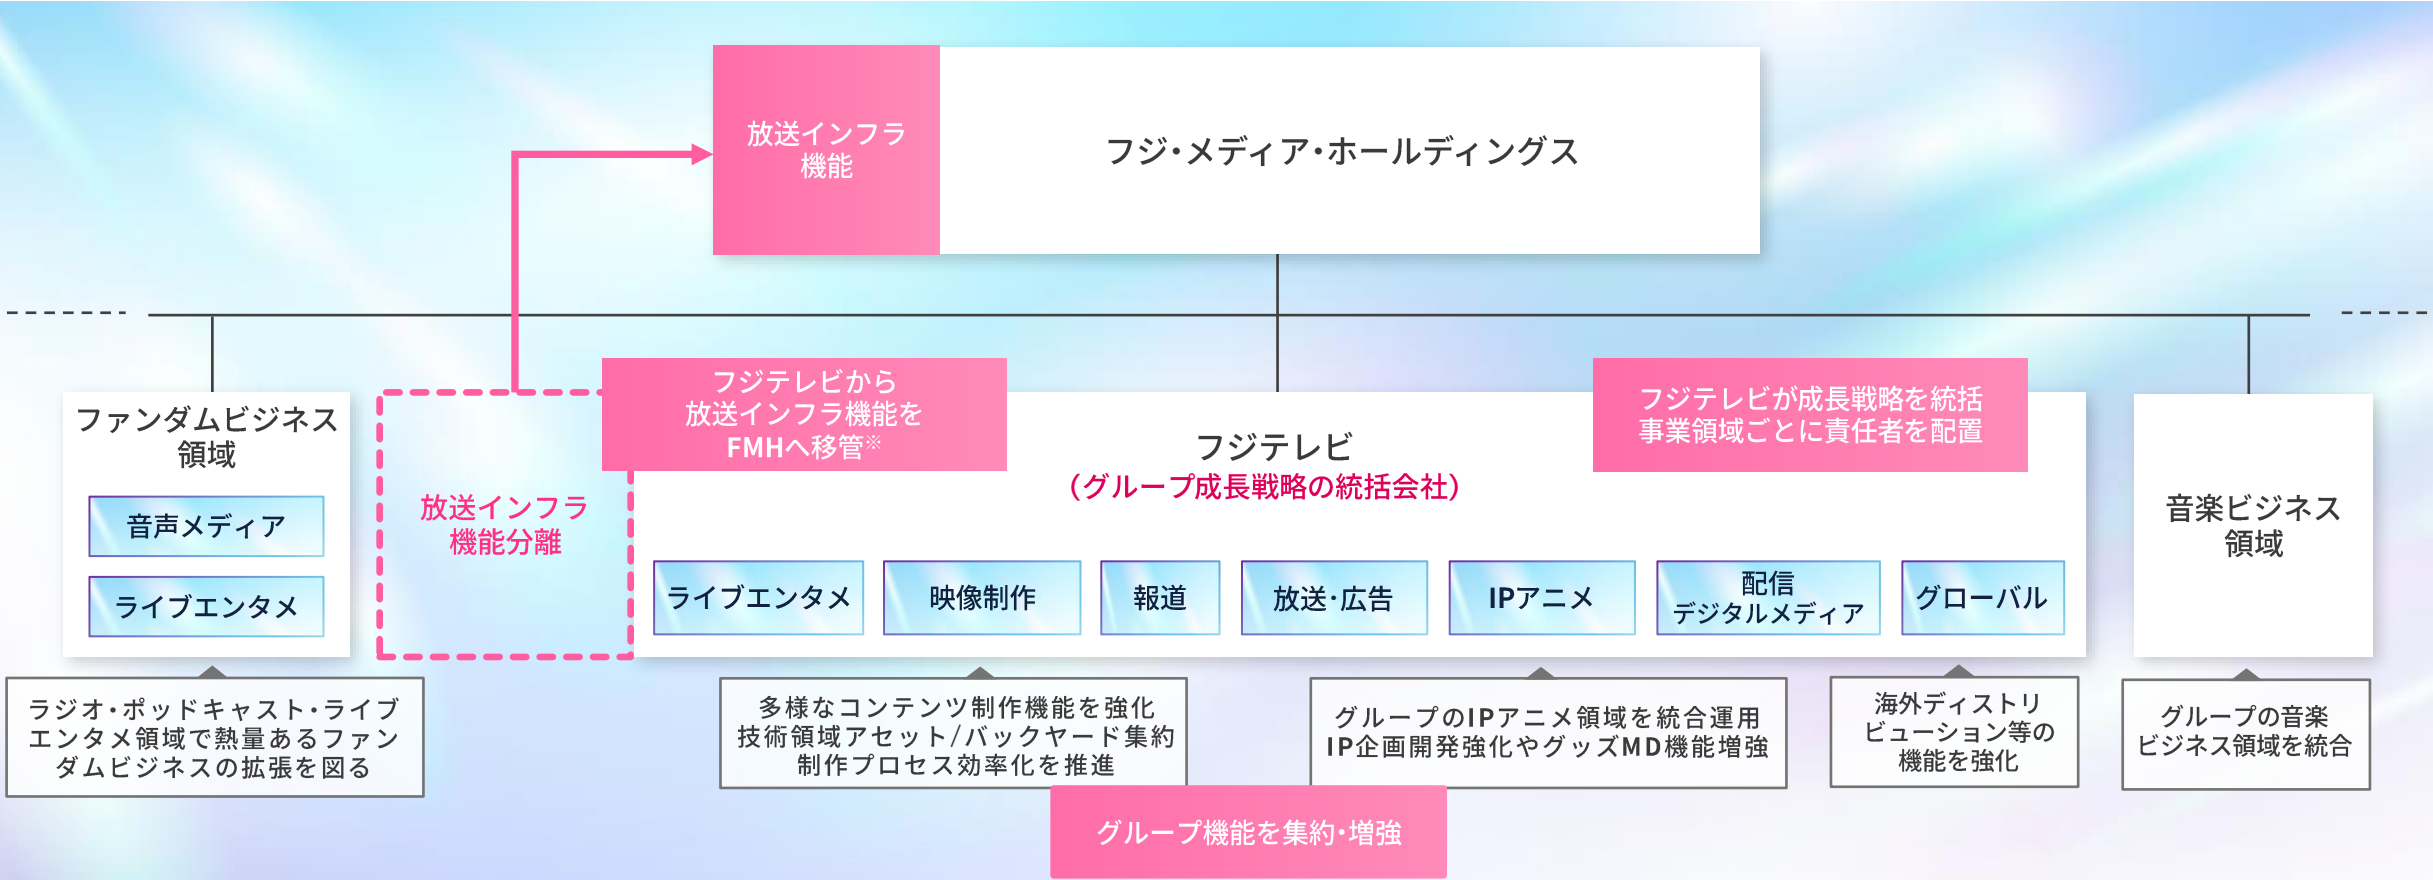 放送インフラ
機能
フジ・メディア・ホールディングス
ファンダムビジネス
領域
音声メディア
ライブエンタメ
放送インフラ
機能分離
フジテレビから
放送インフラ機能を
FMHへ移管※
フジテレビ
（グループ成長戦略の統括会社）
フジテレビが成長戦略を統括
事業領域ごとに責任者を配置
ライブエンタメ
映像制作
報道
放送・広告
IPアニメ
配信
デジタルメディア
グローバル
音楽ビジネス
領域
ラジオ・ポッドキャスト・ライブ
エンタメ領域で熱量あるファン
ダムビジネスの拡張を図る
多様なコンテンツ制作機能を強化
技術領域アセット/バックヤード集約
制作プロセス効率化を推進
グループのIPアニメ領域を統合運用
IP企画開発強化やグッズMD機能増強
海外ディストリ
ビューション等の
機能を強化
グループの音楽
ビジネス領域を統合
グループ機能を集約・増強